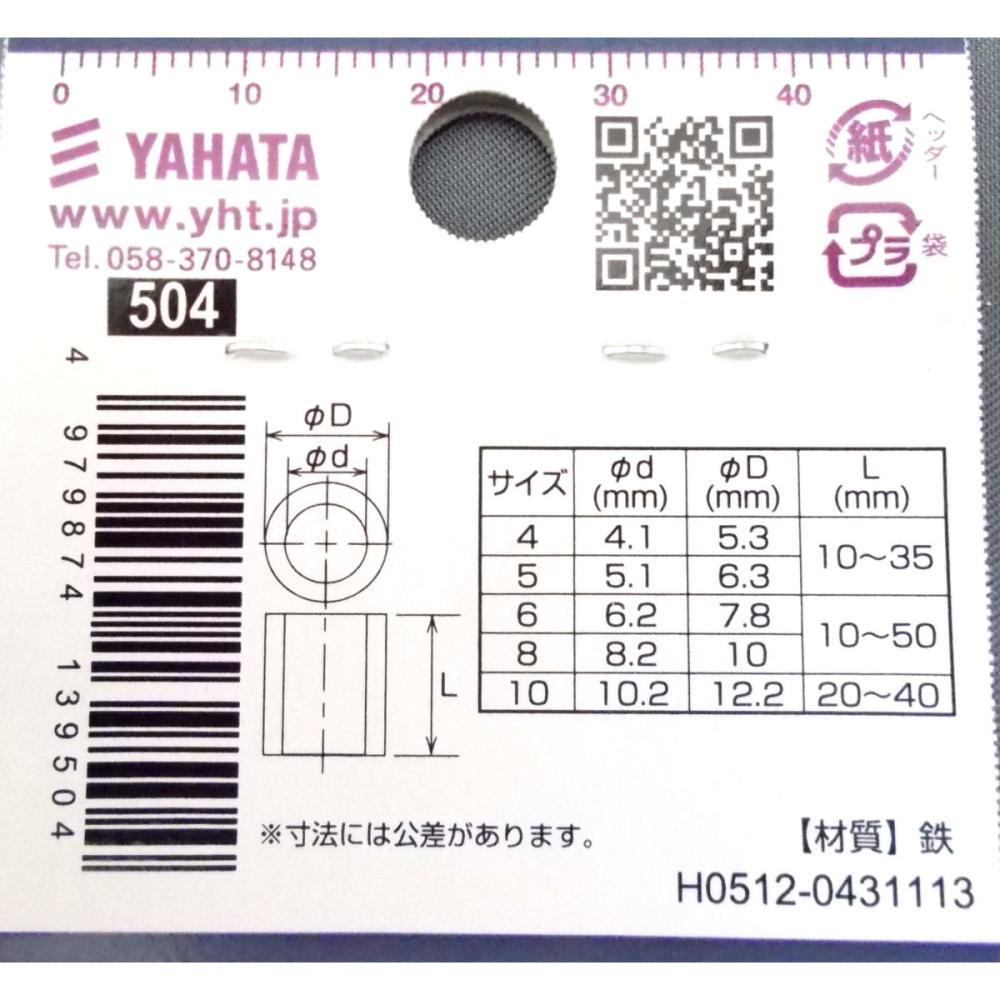 0 10 20 30 40
YAHATA
www.yht.jp
Tel. 058-370-8148
504
紙
ヘッダー
プラ
袋
4 979874 139504
φD
φd
L
サイズ φd (mm) φD (mm) L (mm)
4 4.1 5.3 10〜35
5 5.1 6.3
6 6.2 7.8 10〜50
8 8.2 10
10 10.2 12.2 20〜40
※寸法には公差があります。
【材質】鉄
H0512-0431113